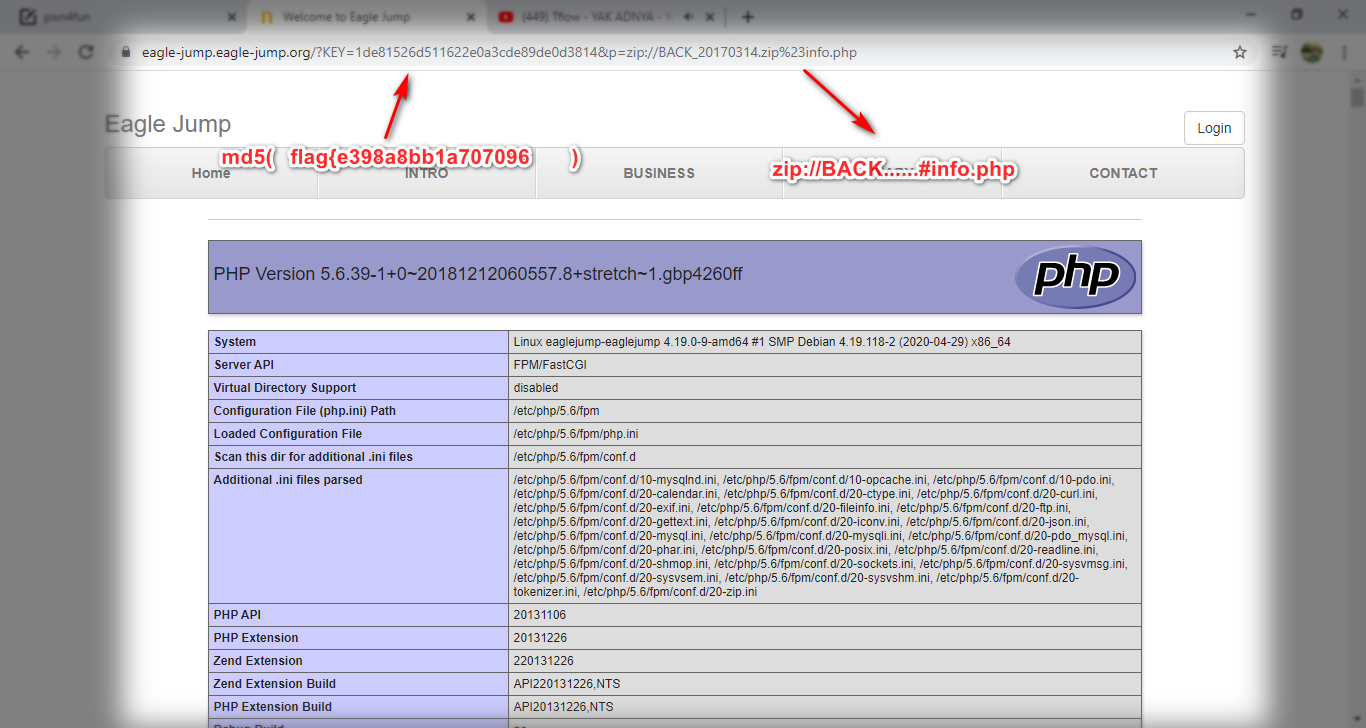 pwn4fun
Welcome to Eagle Jump
(449) Tflow - YAK ADNYA - Y
eagle-jump.eagle-jump.org/?KEY=1de81526d511622e0a3cde89de0d3814&p=zip://BACK_20170314.zip%23info.php
Eagle Jump
Login
md5( flag{e398a8bb1a707096 )
zip://BACK......#info.php
Home INTRO BUSINESS CONTACT
PHP Version 5.6.39-1+0~20181212060557.8+stretch~1.gbp4260ff
php
System Linux eaglejump-eaglejump 4.19.0-9-amd64 #1 SMP Debian 4.19.118-2 (2020-04-29) x86_64
Server API FPM/FastCGI
Virtual Directory Support disabled
Configuration File (php.ini) Path /etc/php/5.6/fpm
Loaded Configuration File /etc/php/5.6/fpm/php.ini
Scan this dir for additional .ini files /etc/php/5.6/fpm/conf.d
Additional .ini files parsed /etc/php/5.6/fpm/conf.d/10-mysqlnd.ini, /etc/php/5.6/fpm/conf.d/10-opcache.ini, /etc/php/5.6/fpm/conf.d/10-pdo.ini,
/etc/php/5.6/fpm/conf.d/20-calendar.ini, /etc/php/5.6/fpm/conf.d/20-ctype.ini, /etc/php/5.6/fpm/conf.d/20-curl.ini,
/etc/php/5.6/fpm/conf.d/20-exif.ini, /etc/php/5.6/fpm/conf.d/20-fileinfo.ini, /etc/php/5.6/fpm/conf.d/20-ftp.ini,
/etc/php/5.6/fpm/conf.d/20-gettext.ini, /etc/php/5.6/fpm/conf.d/20-iconv.ini, /etc/php/5.6/fpm/conf.d/20-json.ini,
/etc/php/5.6/fpm/conf.d/20-mysql.ini, /etc/php/5.6/fpm/conf.d/20-mysqli.ini, /etc/php/5.6/fpm/conf.d/20-pdo_mysql.ini,
/etc/php/5.6/fpm/conf.d/20-phar.ini, /etc/php/5.6/fpm/conf.d/20-posix.ini, /etc/php/5.6/fpm/conf.d/20-readline.ini,
/etc/php/5.6/fpm/conf.d/20-shmop.ini, /etc/php/5.6/fpm/conf.d/20-sockets.ini, /etc/php/5.6/fpm/conf.d/20-sysvmsg.ini,
/etc/php/5.6/fpm/conf.d/20-sysvsem.ini, /etc/php/5.6/fpm/conf.d/20-sysvshm.ini, /etc/php/5.6/fpm/conf.d/20-
tokenizer.ini, /etc/php/5.6/fpm/conf.d/20-zip.ini
PHP API 20131106
PHP Extension 20131226
Zend Extension 220131226
Zend Extension Build API220131226,NTS
PHP Extension Build API20131226,NTS